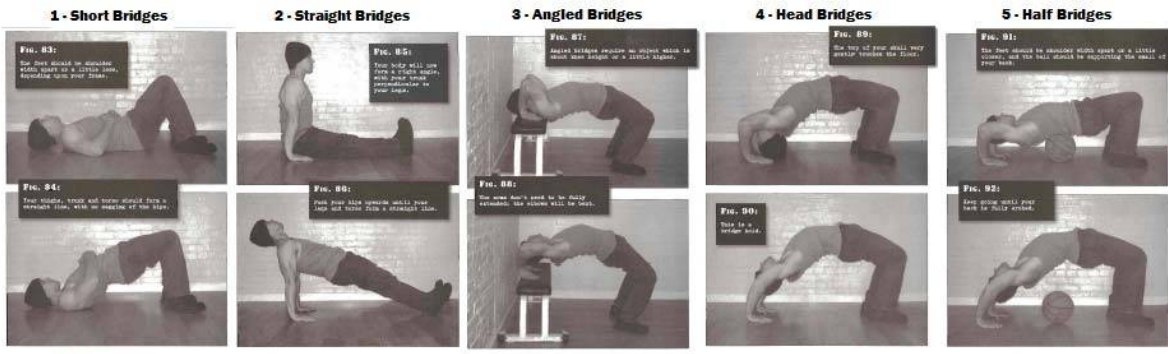 1 - Short Bridges
2 - Straight Bridges
3 - Angled Bridges
4 - Head Bridges
5 - Half Bridges
FIG. 83:
The feet should be shoulder
width apart or a little less,
depending upon your frame.
FIG. 84:
Your thighs, trunk and torso should form a
straight line, with no sagging of the hips.
FIG. 85:
Your body will now
form a right angle,
with your trunk
perpendicular to
your legs.
FIG. 86:
Push your hips upwards until your
legs and torso form a straight line.
FIG. 87:
Angled bridges require an object which is
about knee height or a little higher.
FIG. 88:
The arms don't need to be fully
extended; the elbows will be bent.
FIG. 89:
The top of your skull very
gently touches the floor.
FIG. 90:
This is a
bridge hold.
FIG. 91:
The feet should be shoulder width apart or a little
closer, and the ball should be supporting the small of
your back.
FIG. 92:
Keep going until your
back is fully arched.